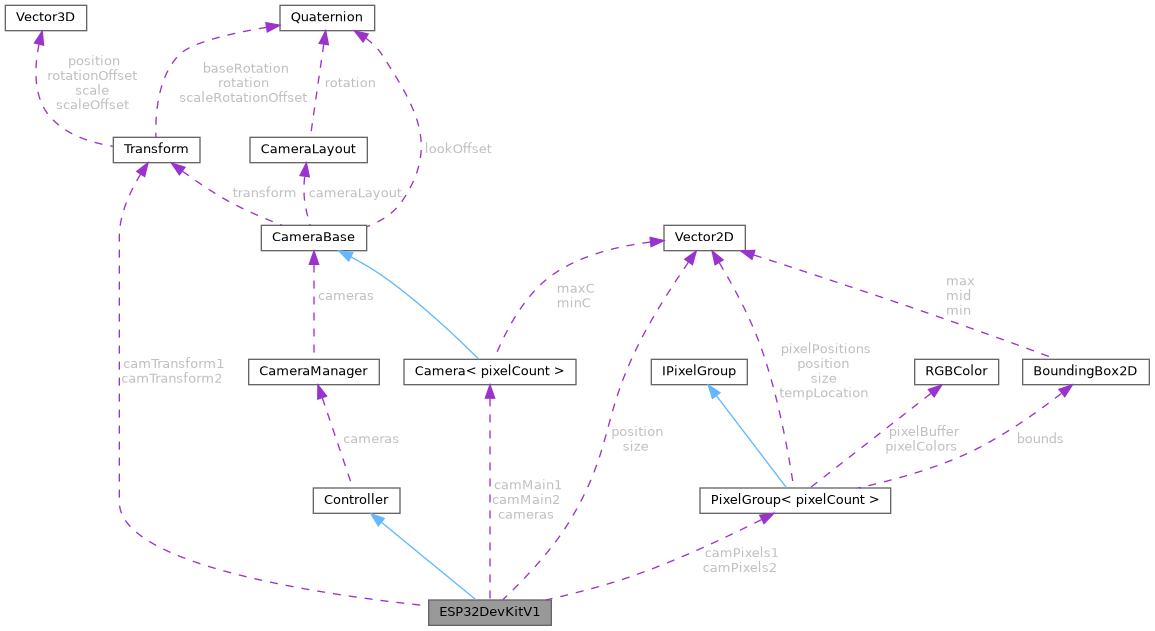 Vector3D
Quaternion
position
rotationOffset
scale
scaleOffset
baseRotation
rotation
scaleRotationOffset
rotation
Transform
CameraLayout
lookOffset
transform
cameraLayout
CameraBase
Vector2D
cameras
maxC
minC
max
mid
min
camTransform1
camTransform2
pixelPositions
position
size
tempLocation
CameraManager
Camera< pixelCount >
IPixelGroup
RGBColor
BoundingBox2D
cameras
position
size
pixelBuffer
pixelColors
bounds
Controller
camMain1
camMain2
cameras
PixelGroup< pixelCount >
camPixels1
camPixels2
ESP32DevKitV1